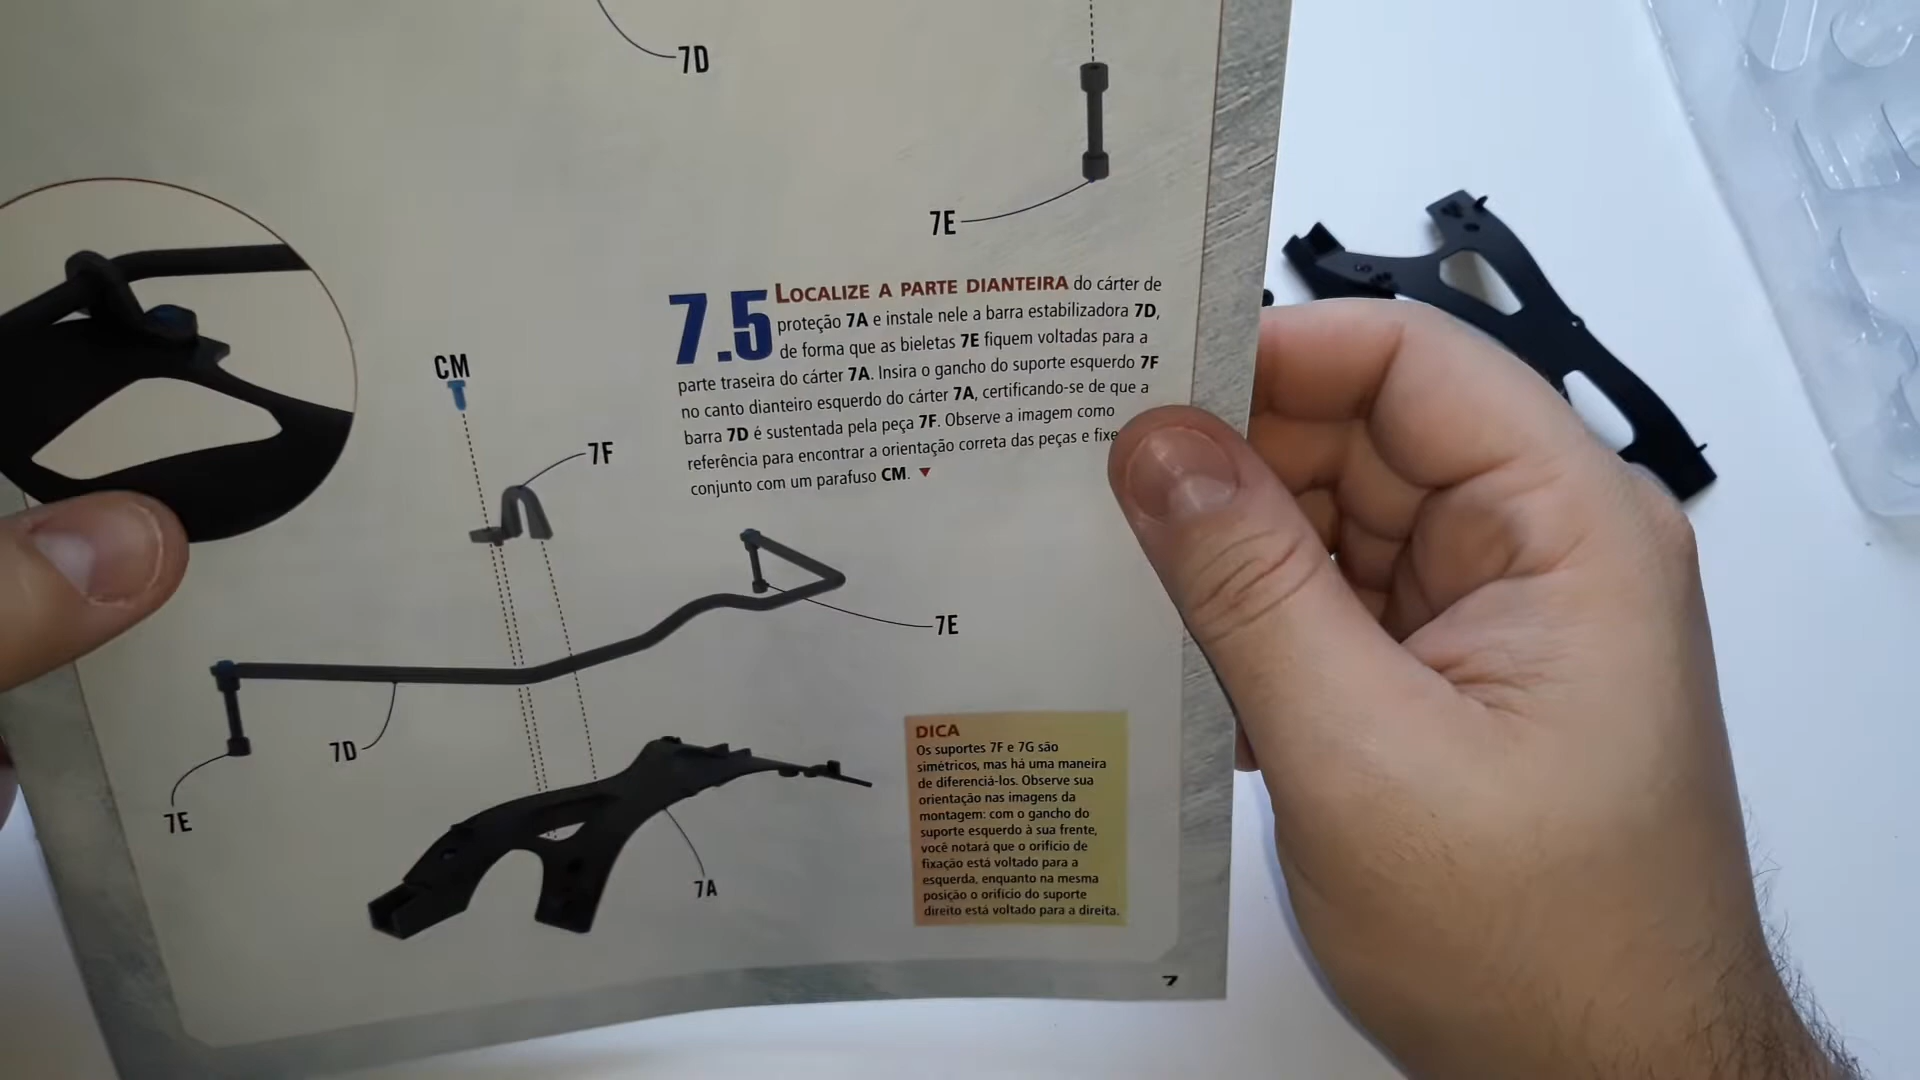 7D
7E
7.5 LOCALIZE A PARTE DIANTEIRA do cárter de
proteção 7A e instale nele a barra estabilizadora 7D,
de forma que as bieletas 7E fiquem voltadas para a
parte traseira do cárter 7A. Insira o gancho do suporte esquerdo 7F
no canto dianteiro esquerdo do cárter 7A, certificando-se de que a
barra 7D é sustentada pela peça 7F. Observe a imagem como
referência para encontrar a orientação correta das peças e fixe
conjunto com um parafuso CM. ▼
CM
7F
7E
7D
7E
7A
DICA
Os suportes 7F e 7G são
simétricos, mas há uma maneira
de diferenciá-los. Observe sua
orientação nas imagens da
montagem: com o gancho do
suporte esquerdo à sua frente,
você notará que o orifício de
fixação está voltado para a
esquerda, enquanto na mesma
posição o orifício do suporte
direito está voltado para a direita.
7